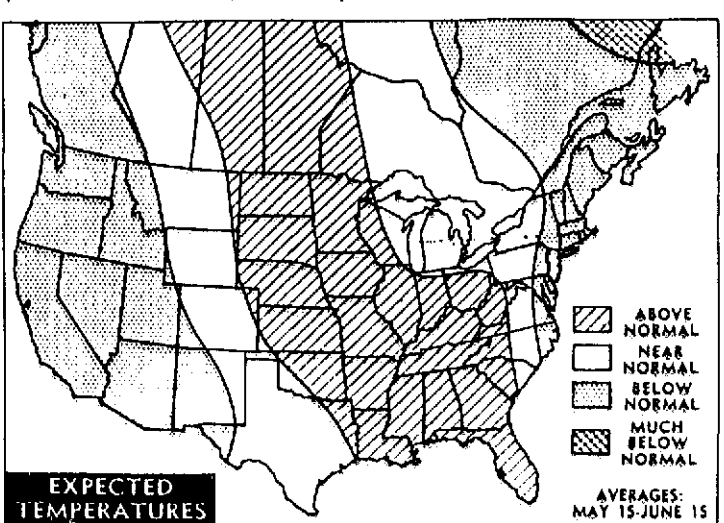 ABOVE
NORMAL
NEAR
NORMAL
BELOW
NORMAL
MUCH
BELOW
NORMAL
EXPECTED
TEMPERATURES
AVERAGES:
MAY 15-JUNE 15